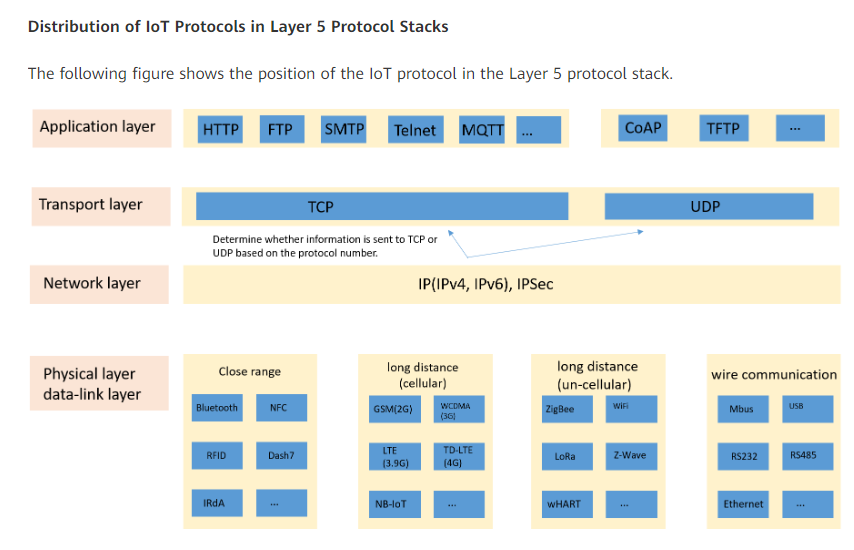 Distribution of IoT Protocols in Layer 5 Protocol Stacks
The following figure shows the position of the IoT protocol in the Layer 5 protocol stack.
Application layer
HTTP
FTP
SMTP
Telnet
MQTT
...
CoAP
TFTP
...
Transport layer
TCP
UDP
Determine whether information is sent to TCP or
UDP based on the protocol number.
Network layer
IP(IPv4, IPv6), IPSec
Physical layer
data-link layer
Close range
Bluetooth
NFC
RFID
Dash7
IRdA
...
long distance
(cellular)
GSM(2G)
WCDMA
(3G)
LTE
(3.9G)
TD-LTE
(4G)
NB-IoT
...
long distance
(un-cellular)
ZigBee
WiFi
LoRa
Z-Wave
wHART
...
wire communication
Mbus
USB
RS232
RS485
Ethernet
...